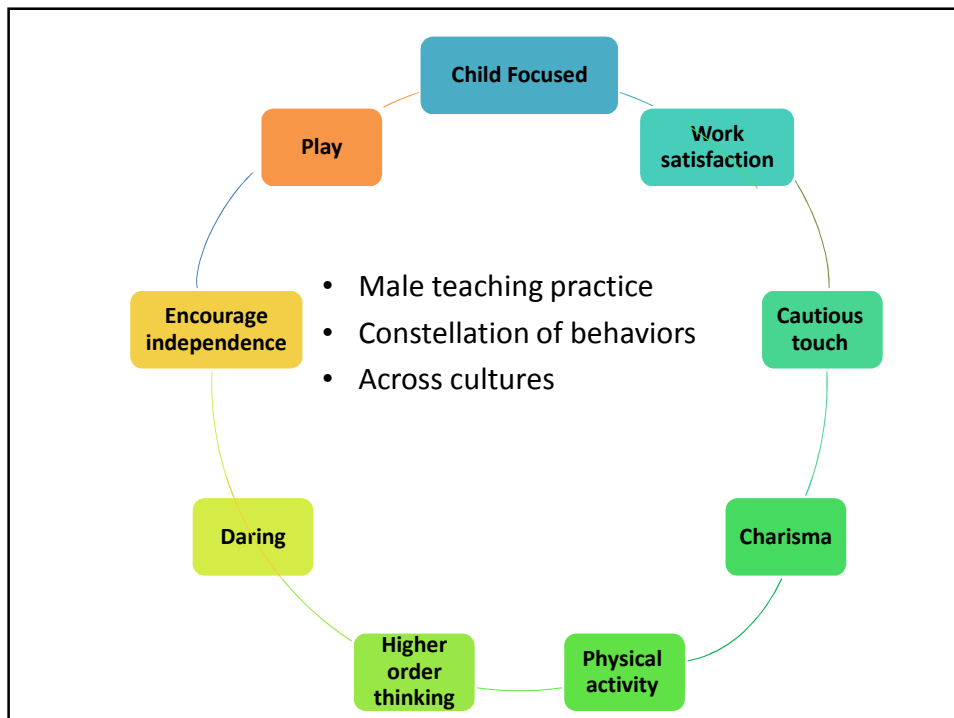 Child Focused
Work
satisfaction
Cautious
touch
Charisma
Physical
activity
Higher
order
thinking
Daring
Encourage
independence
Play
• Male teaching practice
• Constellation of behaviors
• Across cultures